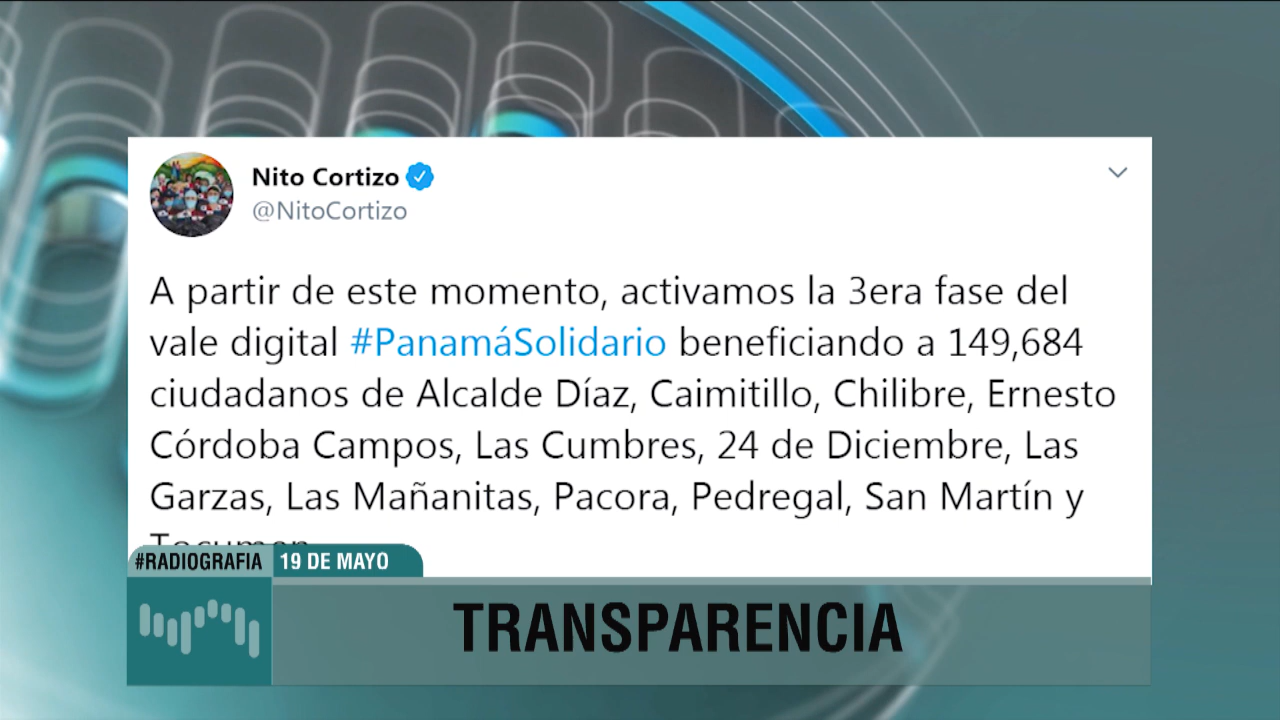 Nito Cortizo
@NitoCortizo
A partir de este momento, activamos la 3era fase del
vale digital #PanamáSolidario beneficiando a 149,684
ciudadanos de Alcalde Díaz, Caimitillo, Chilibre, Ernesto
Córdoba Campos, Las Cumbres, 24 de Diciembre, Las
Garzas, Las Mañanitas, Pacora, Pedregal, San Martín y
#RADIOGRAFIA 19 DE MAYO
TRANSPARENCIA